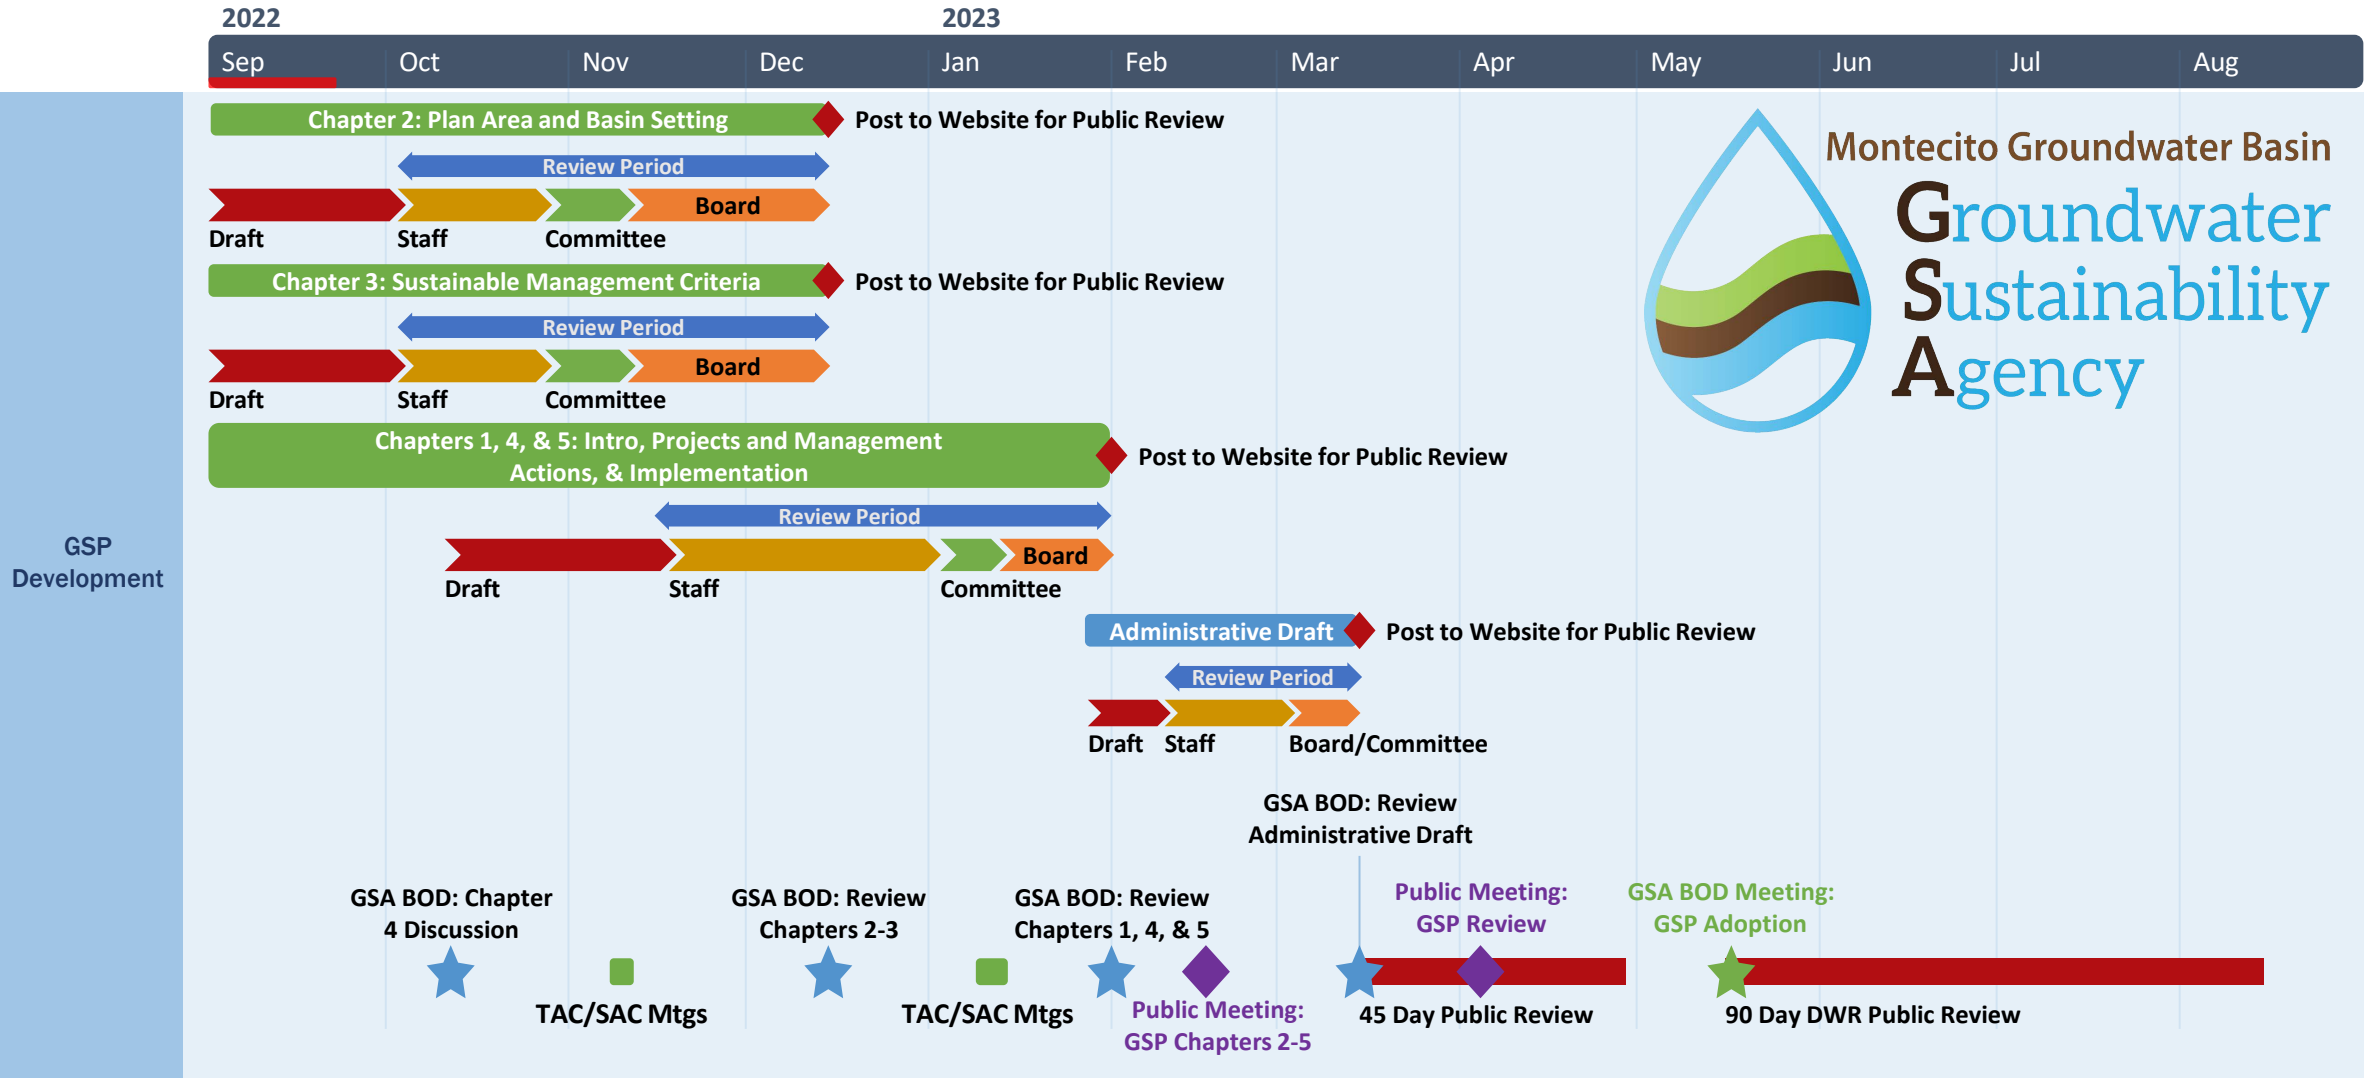 2022
2023
Sep
Oct
Nov
Dec
Jan
Feb
Mar
Apr
May
Jun
Jul
Aug
GSP
Development
Chapter 2: Plan Area and Basin Setting
Post to Website for Public Review
Review Period
Board
Draft
Staff
Committee
Chapter 3: Sustainable Management Criteria
Post to Website for Public Review
Review Period
Board
Draft
Staff
Committee
Montecito Groundwater Basin
Groundwater
Sustainability
Agency
Chapters 1, 4, & 5: Intro, Projects and Management
Actions, & Implementation
Post to Website for Public Review
Review Period
Board
Draft
Staff
Committee
Administrative Draft
Post to Website for Public Review
Review Period
Draft
Staff
Board/Committee
GSA BOD: Review
Administrative Draft
GSA BOD: Chapter
4 Discussion
GSA BOD: Review
Chapters 2-3
GSA BOD: Review
Chapters 1, 4, & 5
Public Meeting:
GSP Review
GSA BOD Meeting:
GSP Adoption
TAC/SAC Mtgs
TAC/SAC Mtgs
Public Meeting:
GSP Chapters 2-5
45 Day Public Review
90 Day DWR Public Review